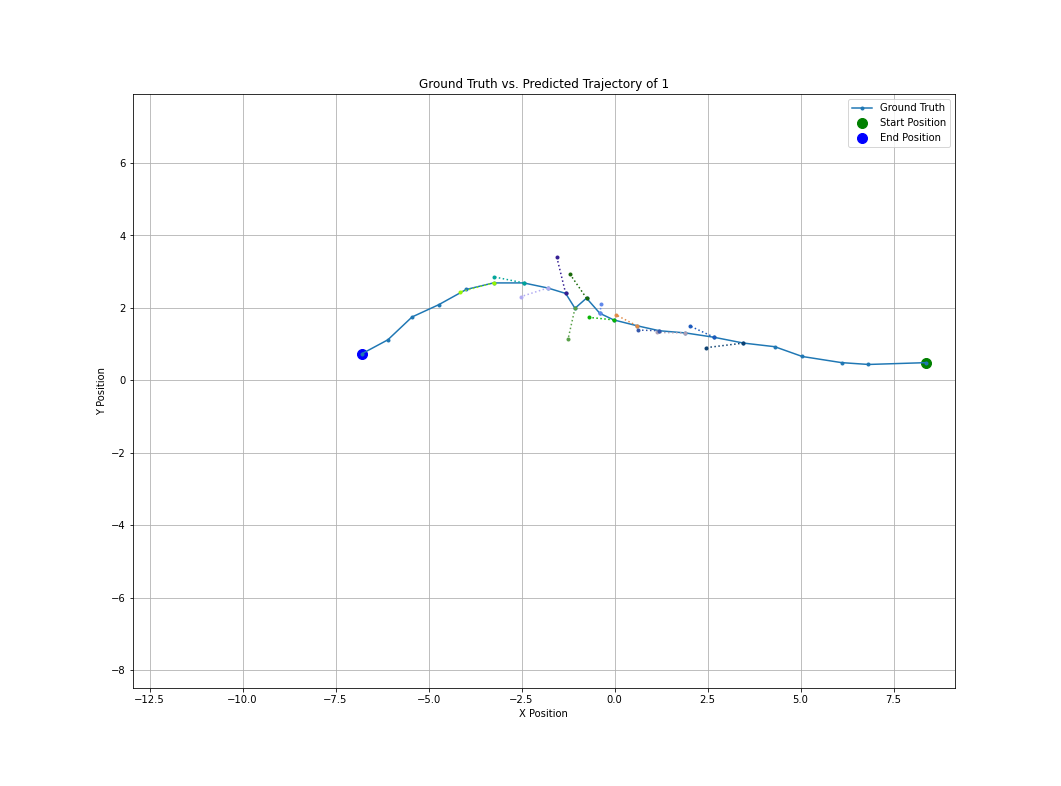 Ground Truth vs. Predicted Trajectory of 1
Ground Truth
Start Position
End Position
6
4
2
0
−2
−4
−6
−8
Y Position
−12.5 −10.0 −7.5 −5.0 −2.5 0.0 2.5 5.0 7.5
X Position